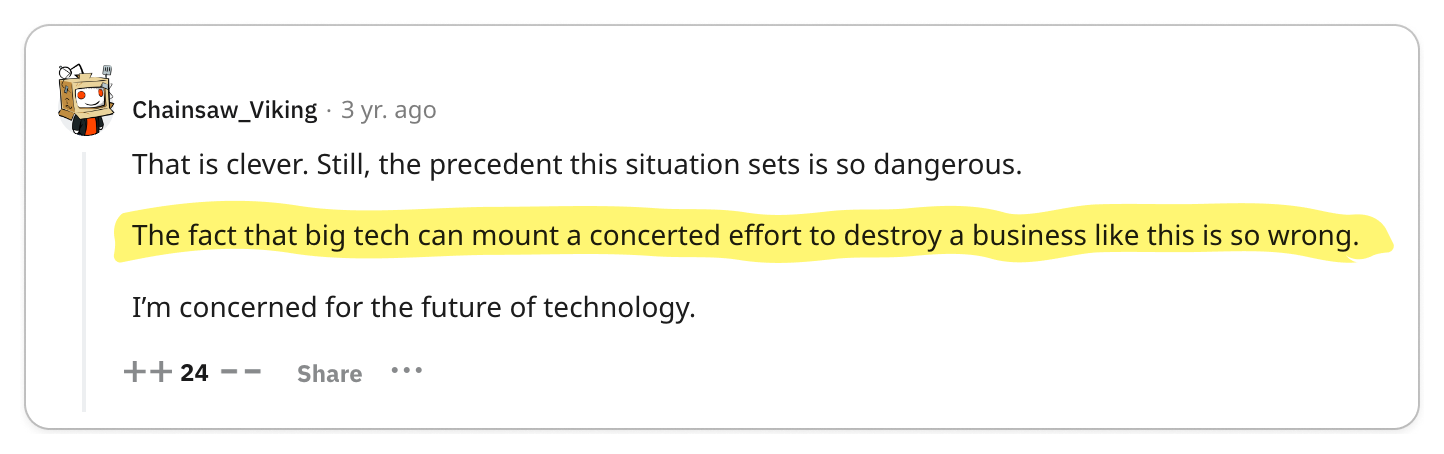 Chainsaw_Viking · 3 yr. ago
That is clever. Still, the precedent this situation sets is so dangerous.
The fact that big tech can mount a concerted effort to destroy a business like this is so wrong.
I’m concerned for the future of technology.
++ 24 −− Share •••